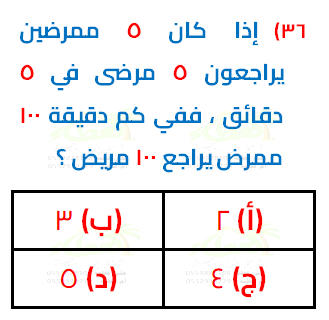 ٣٦) إذا كان ٥ ممرضين
يراجعون ٥ مرضى في ٥
دقائق ، ففي كم دقيقة ١٠٠
ممرض يراجع ١٠٠ مريض ؟
(أ) ٢ (ب) ٣
(ج) ٤ (د) ٥